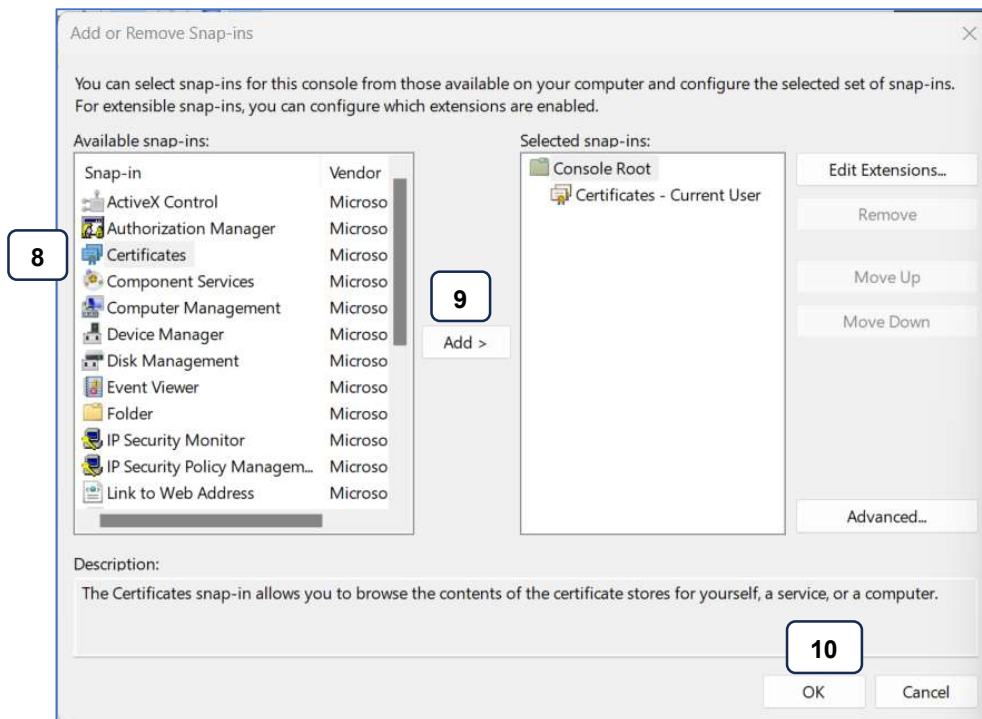 Add or Remove Snap-ins
You can select snap-ins for this console from those available on your computer and configure the selected set of snap-ins.
For extensible snap-ins, you can configure which extensions are enabled.
Available snap-ins:
Snap-in Vendor
ActiveX Control Microso
Authorization Manager Microso
8
Certificates Microso
Component Services Microso
Computer Management Microso
Device Manager Microso
Disk Management Microso
Event Viewer Microso
Folder Microso
IP Security Monitor Microso
IP Security Policy Managem... Microso
Link to Web Address Microso
9
Add >
Selected snap-ins:
Console Root
Certificates - Current User
Edit Extensions...
Remove
Move Up
Move Down
Advanced...
Description:
The Certificates snap-in allows you to browse the contents of the certificate stores for yourself, a service, or a computer.
10
OK Cancel